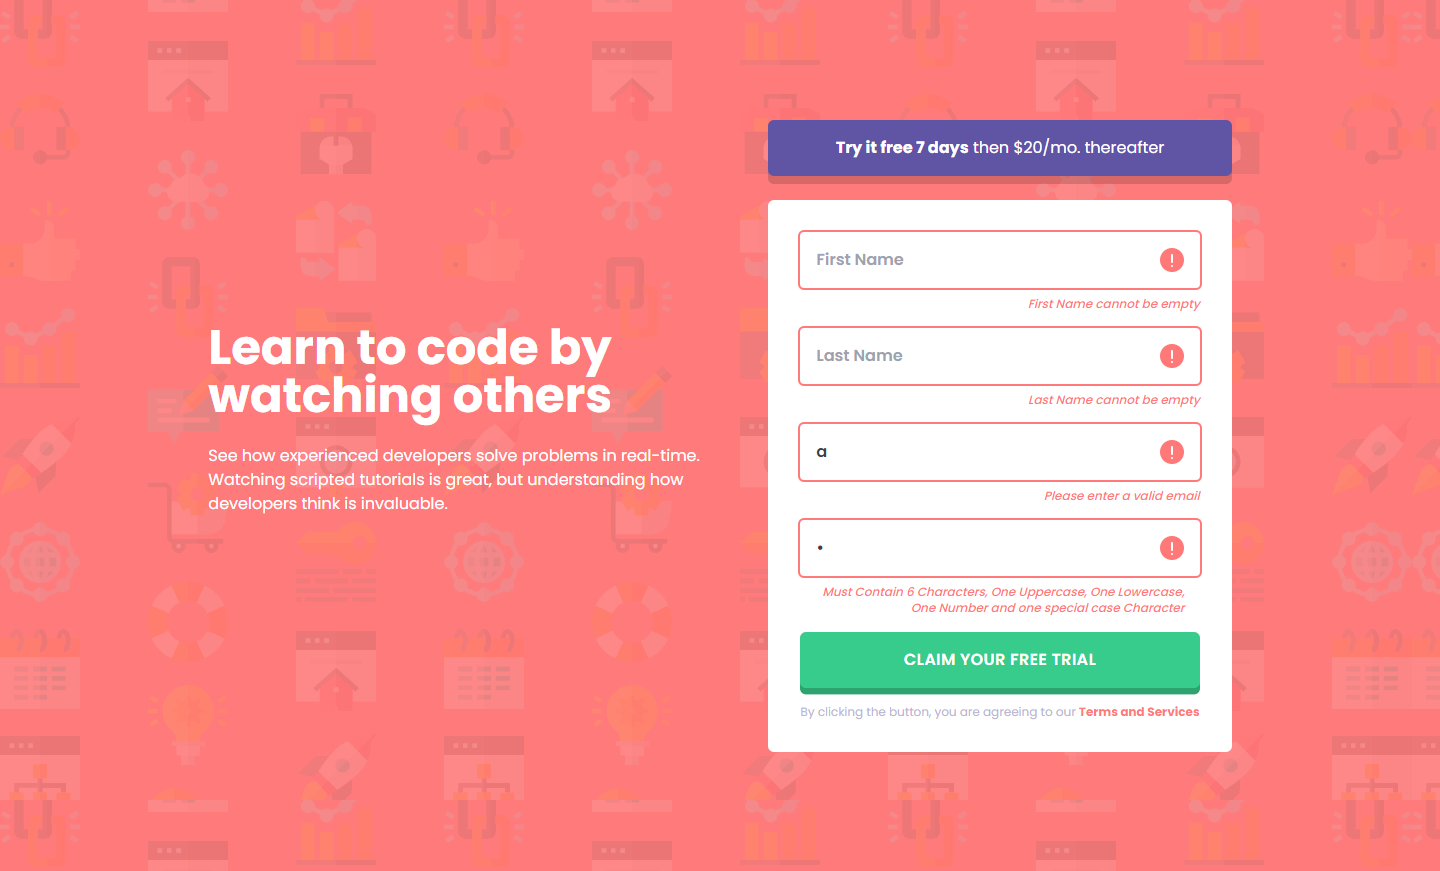 Learn to code by
watching others
See how experienced developers solve problems in real-time.
Watching scripted tutorials is great, but understanding how
developers think is invaluable.
Try it free 7 days then $20/mo. thereafter
First Name
!
First Name cannot be empty
Last Name
!
Last Name cannot be empty
a
!
Please enter a valid email
•
!
Must Contain 6 Characters, One Uppercase, One Lowercase,
One Number and one special case Character
CLAIM YOUR FREE TRIAL
By clicking the button, you are agreeing to our Terms and Services